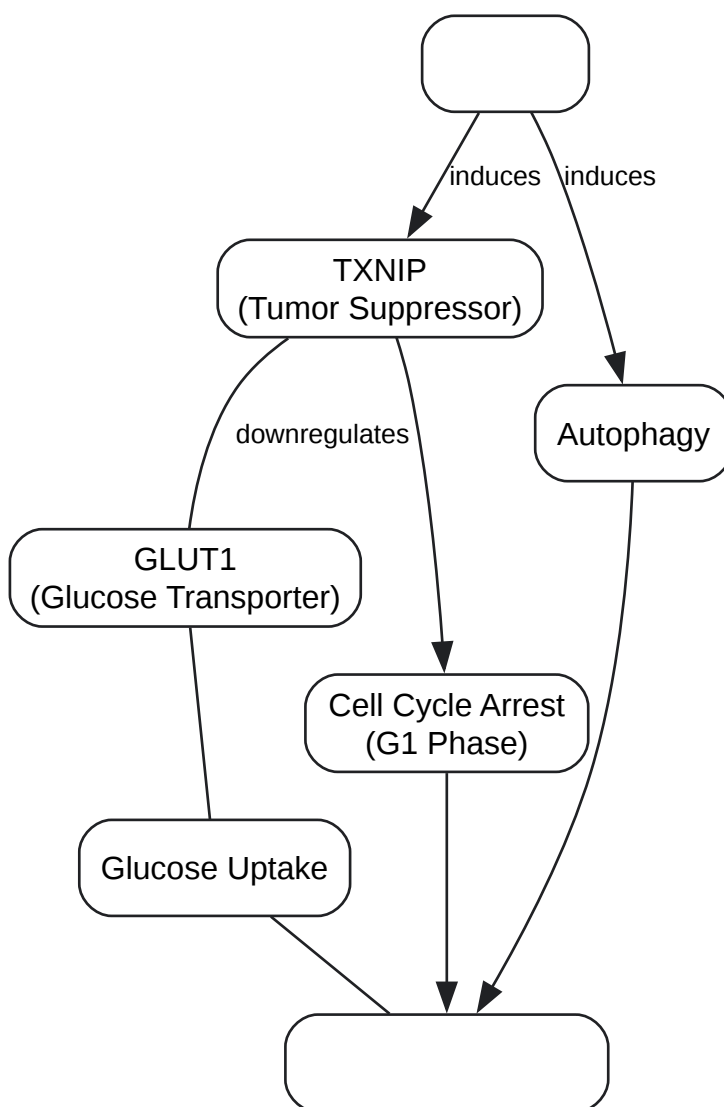 induces induces
TXNIP
(Tumor Suppressor)
downregulates
Autophagy
GLUT1
(Glucose Transporter)
Cell Cycle Arrest
(G1 Phase)
Glucose Uptake